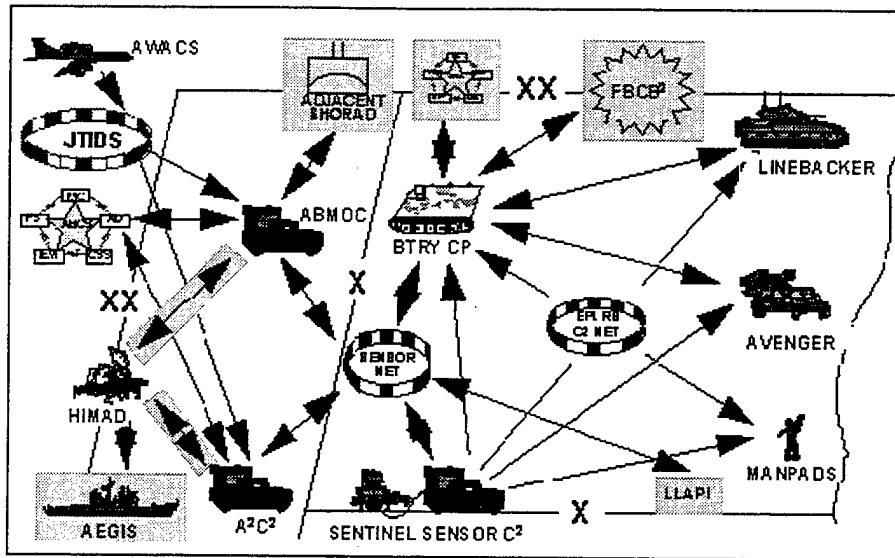 AWACS
JTIDS
ADJACENT
SHORAD
XX
FBCB²
LINEBACKER
ABMOC
BTRY CP
X
XX
EPLRS
C2 NET
AVENGER
SENSOR
NET
HIMAD
MANPADS
LLAPI
AEGIS
A²C²
SENTINEL SENSOR C²
X